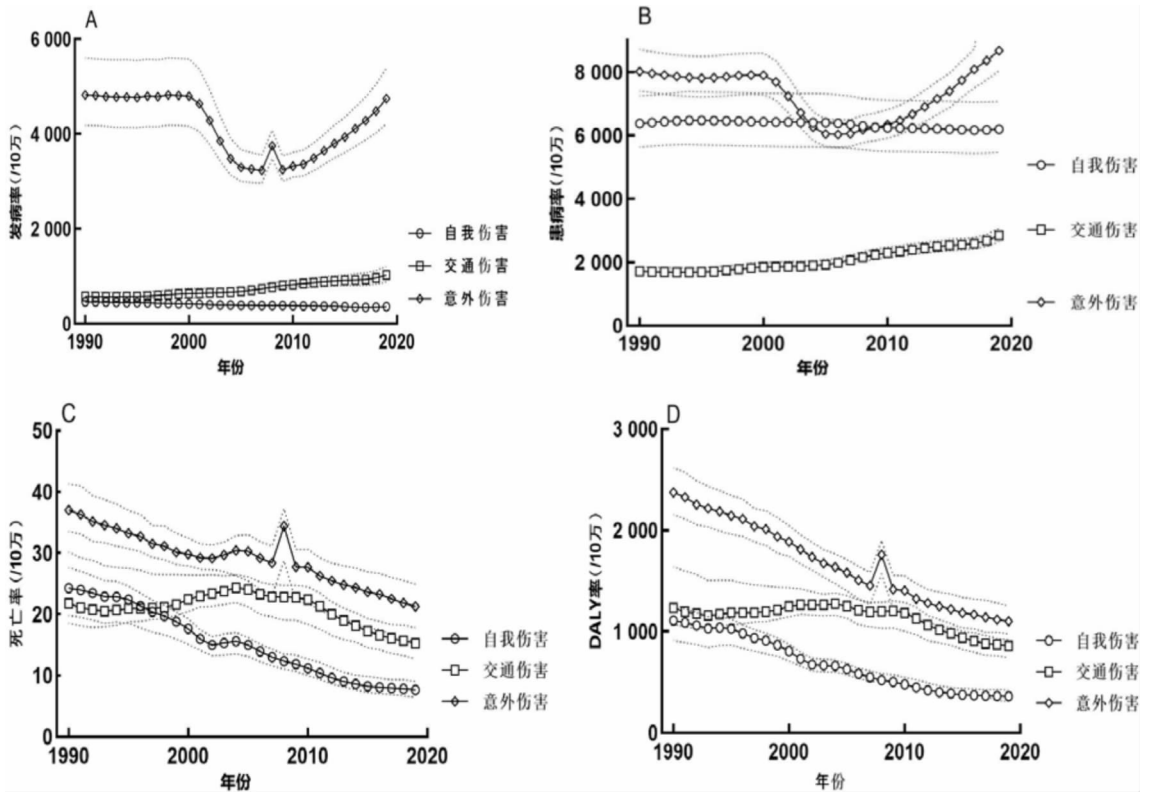 A
6 000
4 000
2 000
0
发病率(/10万)
1990
2000
2010
2020
年份
自我伤害
交通伤害
意外伤害
B
8 000
6 000
4 000
2 000
0
患病率(/10万)
1990
2000
2010
2020
年份
自我伤害
交通伤害
意外伤害
C
50
40
30
20
10
0
死亡率(/10万)
1990
2000
2010
2020
年份
自我伤害
交通伤害
意外伤害
D
3 000
2 000
1 000
0
DALY率(/10万)
1990
2000
2010
2020
年份
自我伤害
交通伤害
意外伤害